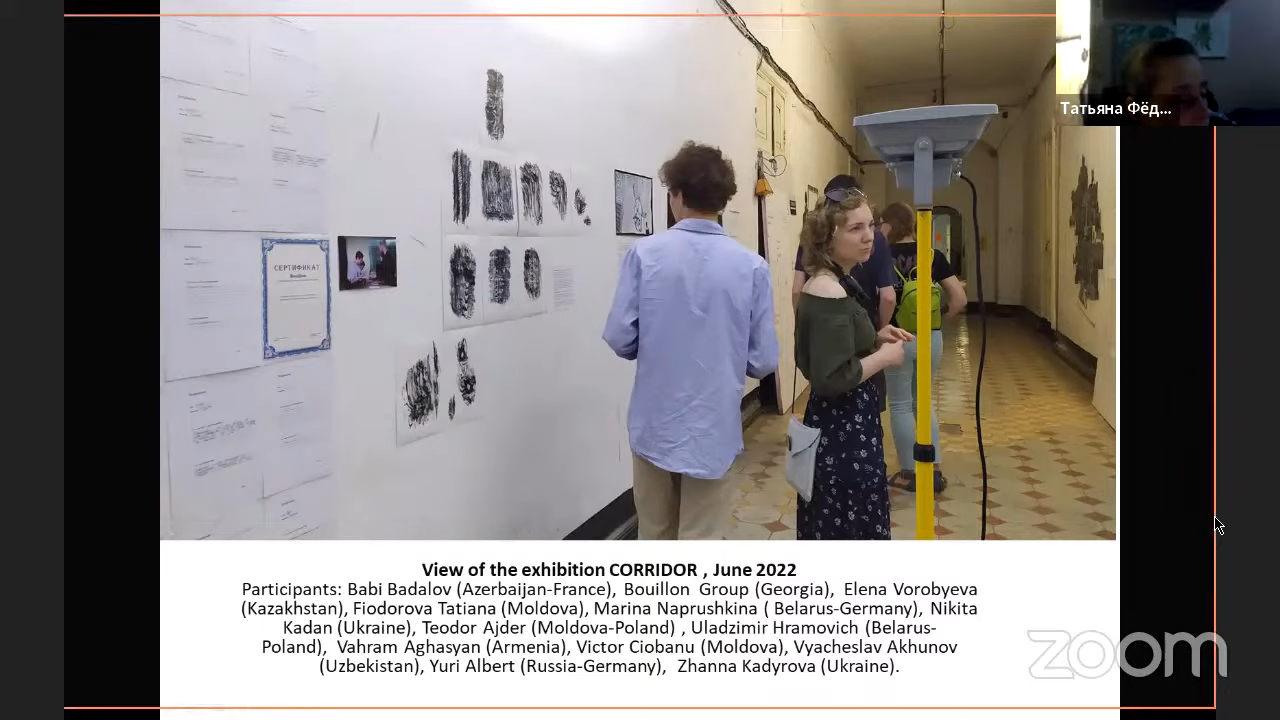 Татьяна Фёд...
СЕРТИФИКАТ
View of the exhibition CORRIDOR , June 2022
Participants: Babi Badalov (Azerbaijan-France), Bouillon Group (Georgia), Elena Vorobyeva
(Kazakhstan), Fiodorova Tatiana (Moldova), Marina Naprushkina ( Belarus-Germany), Nikita
Kadan (Ukraine), Teodor Ajder (Moldova-Poland) , Uladzimir Hramovich (Belarus-
Poland), Vahram Aghasyan (Armenia), Victor Ciobanu (Moldova), Vyacheslav Akhunov
(Uzbekistan), Yuri Albert (Russia-Germany), Zhanna Kadyrova (Ukraine).
zoom